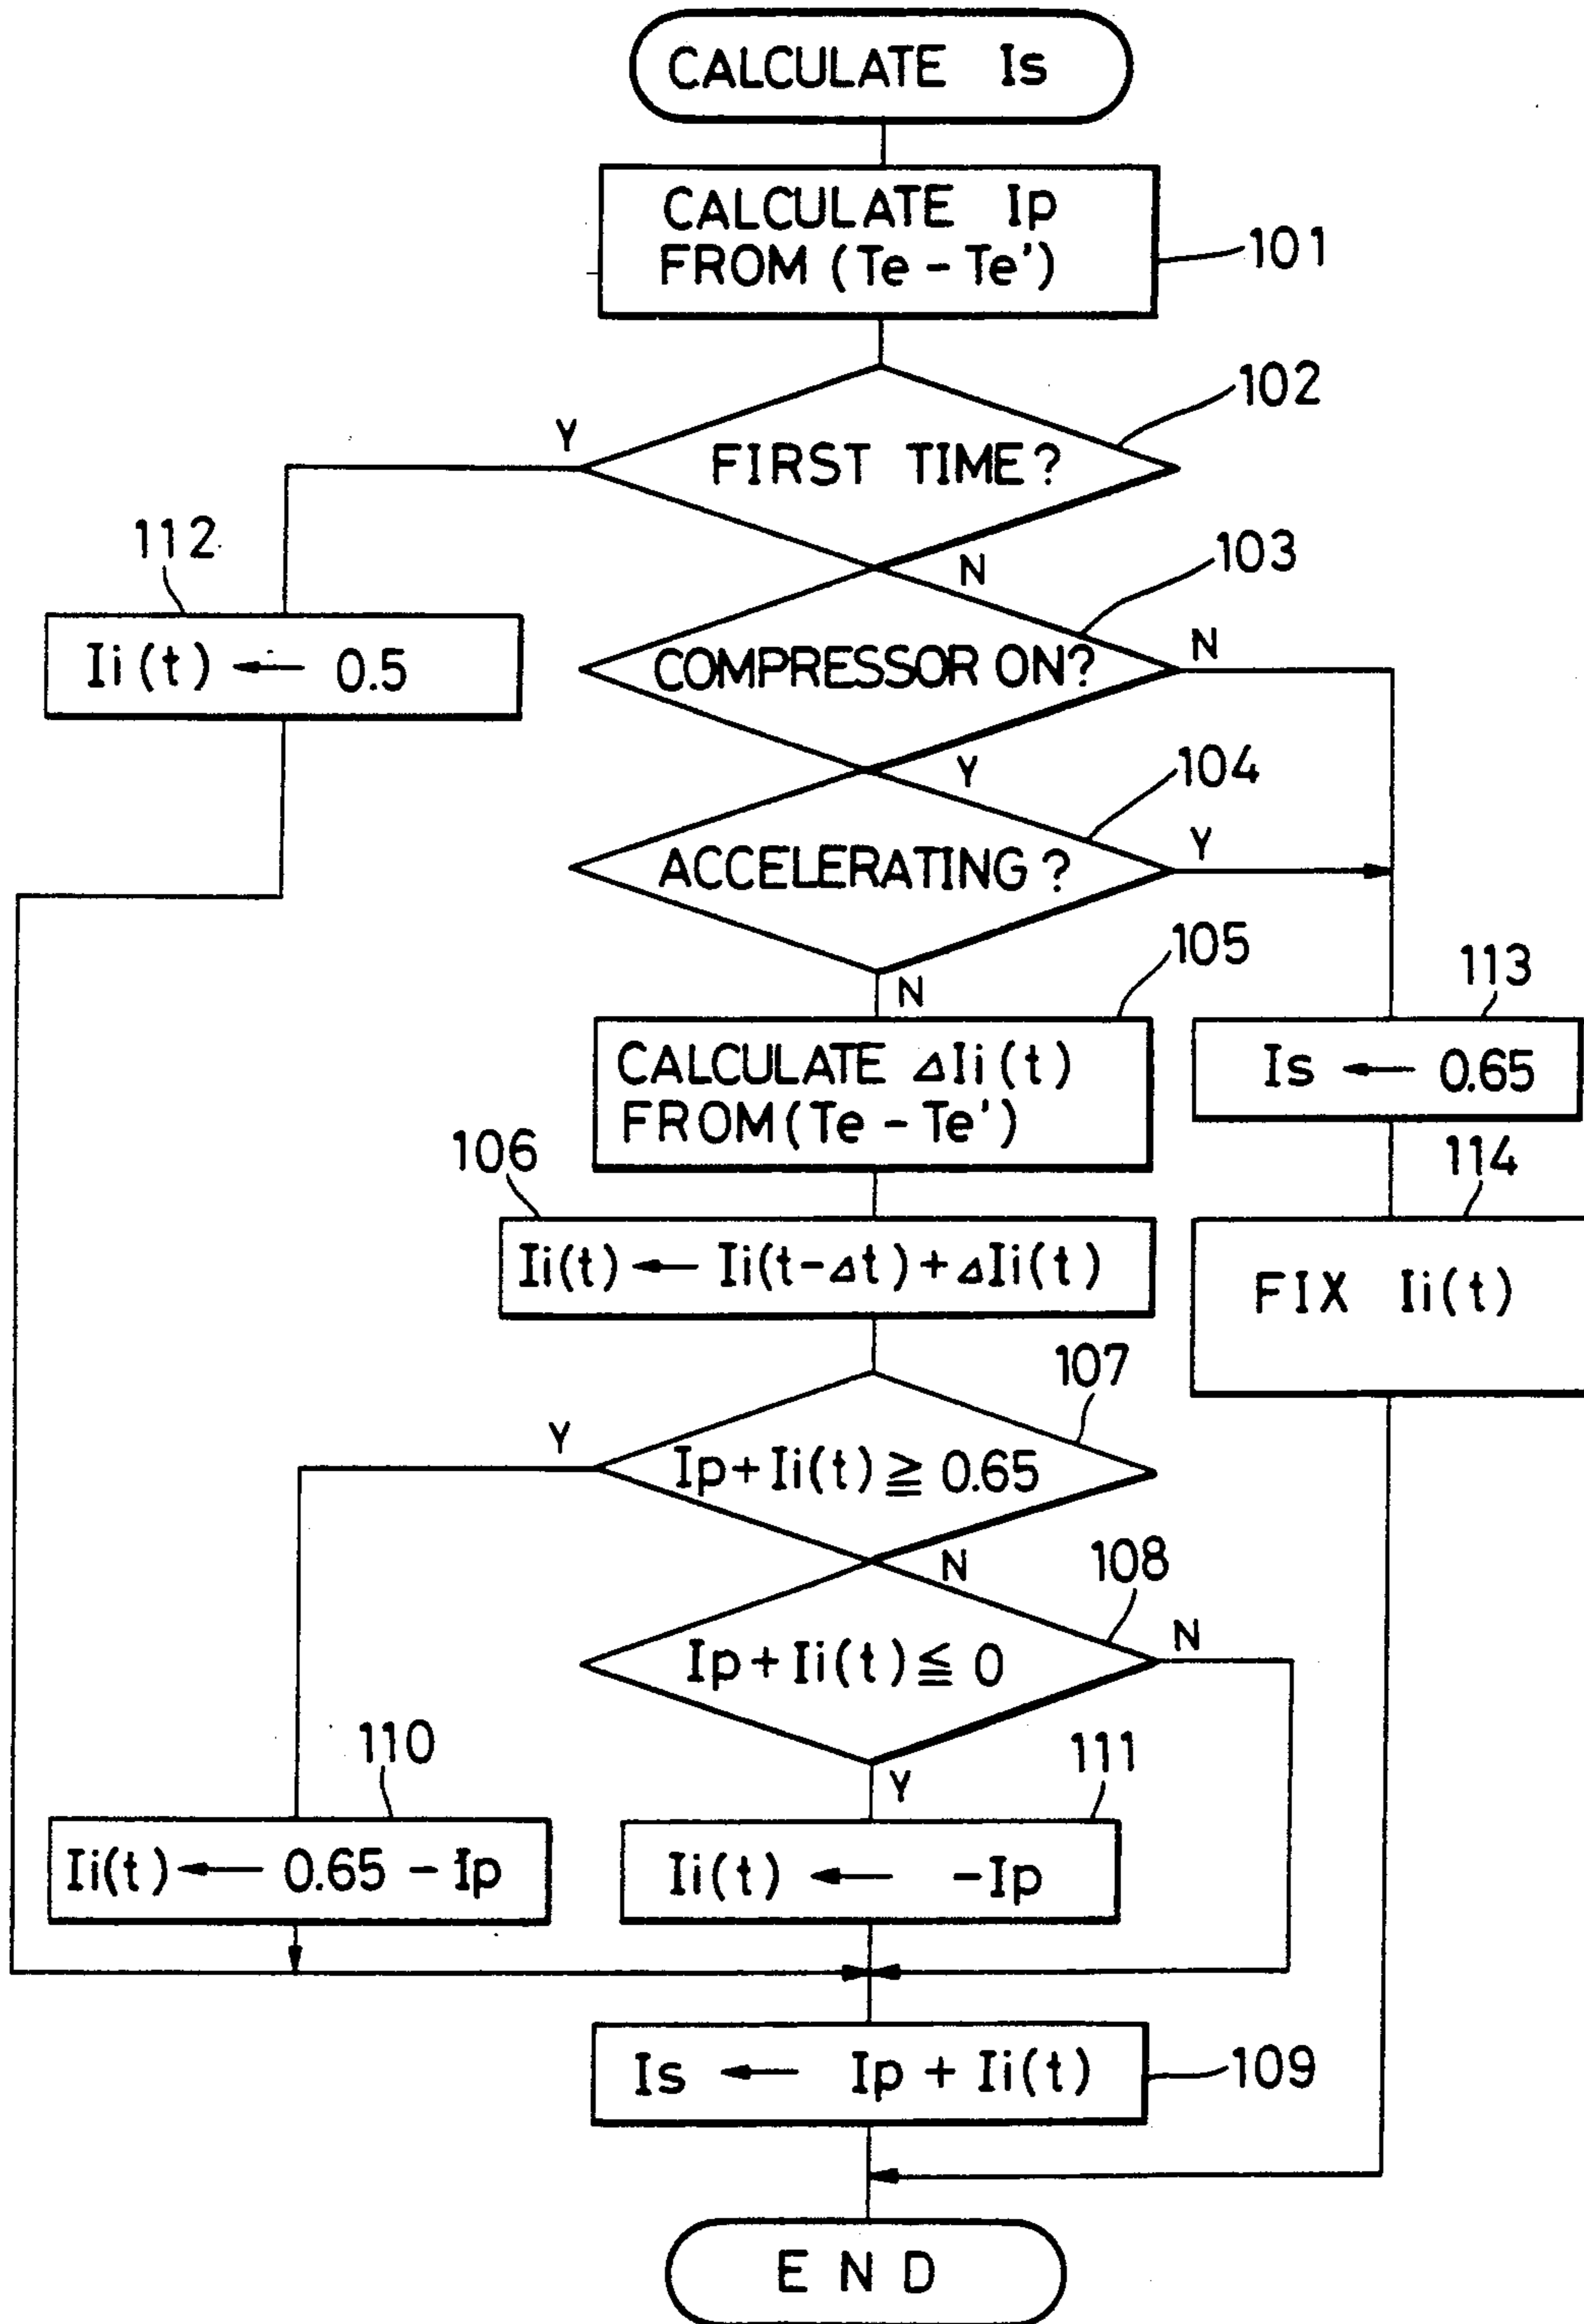 CALCULATE Is
CALCULATE Ip
FROM (Te - Te')
101
102
Y
FIRST TIME?
N
112
103
Ii(t) ← 0.5
COMPRESSOR ON?
N
Y
104
ACCELERATING?
Y
N
105
113
CALCULATE ΔIi(t)
FROM (Te - Te')
Is ← 0.65
106
114
Ii(t) ← Ii(t-Δt)+ΔIi(t)
FIX Ii(t)
107
Y
Ip+Ii(t) ≧ 0.65
N
108
Ip+Ii(t) ≦ 0
N
Y
110
111
Ii(t) ← 0.65 - Ip
Ii(t) ← -Ip
Is ← Ip + Ii(t)
109
END